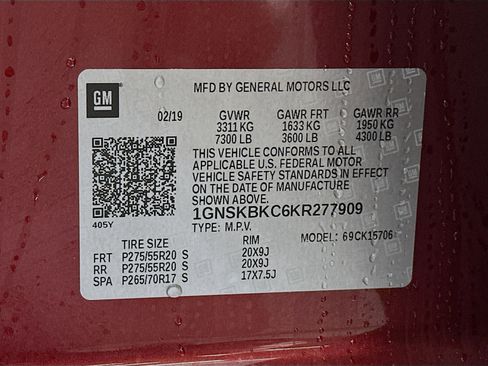 GM
MFD BY GENERAL MOTORS LLC
02/19 GVWR GAWR FRT GAWR RR
3311 KG 1633 KG 1950 KG
7300 LB 3600 LB 4300 LB
THIS VEHICLE CONFORMS TO ALL
APPLICABLE U.S. FEDERAL MOTOR
VEHICLE SAFETY STANDARDS IN EFFECT
ON THE DATE OF MANUFACTURE
SHOWN ABOVE.
405Y
1GNSKBKC6KR277909
TYPE: M.P.V. MODEL: 69CK15706
TIRE SIZE RIM
FRT P275/55R20 S 20X9J
RR P275/55R20 S 20X9J
SPA P265/70R17 S 17X7.5J